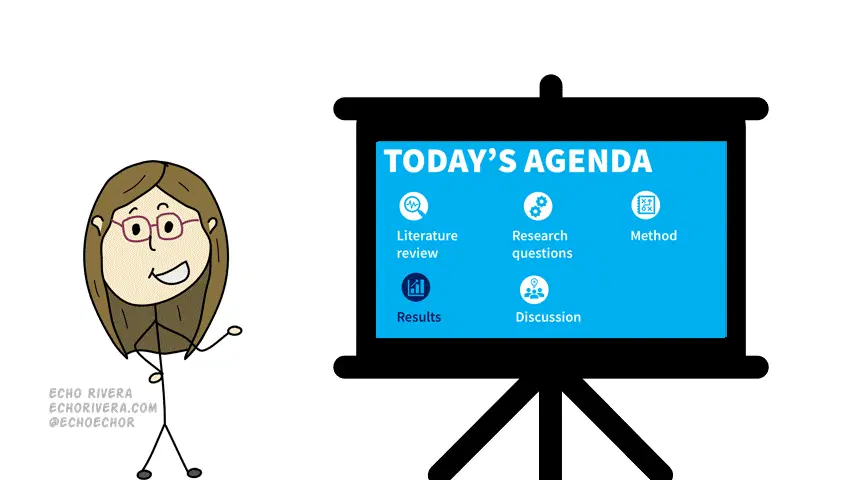 TODAY'S AGENDA
Literature
review
Research
questions
Method
Results
Discussion
ECHO RIVERA
ECHORIVERA.COM
@ECHOECHOR